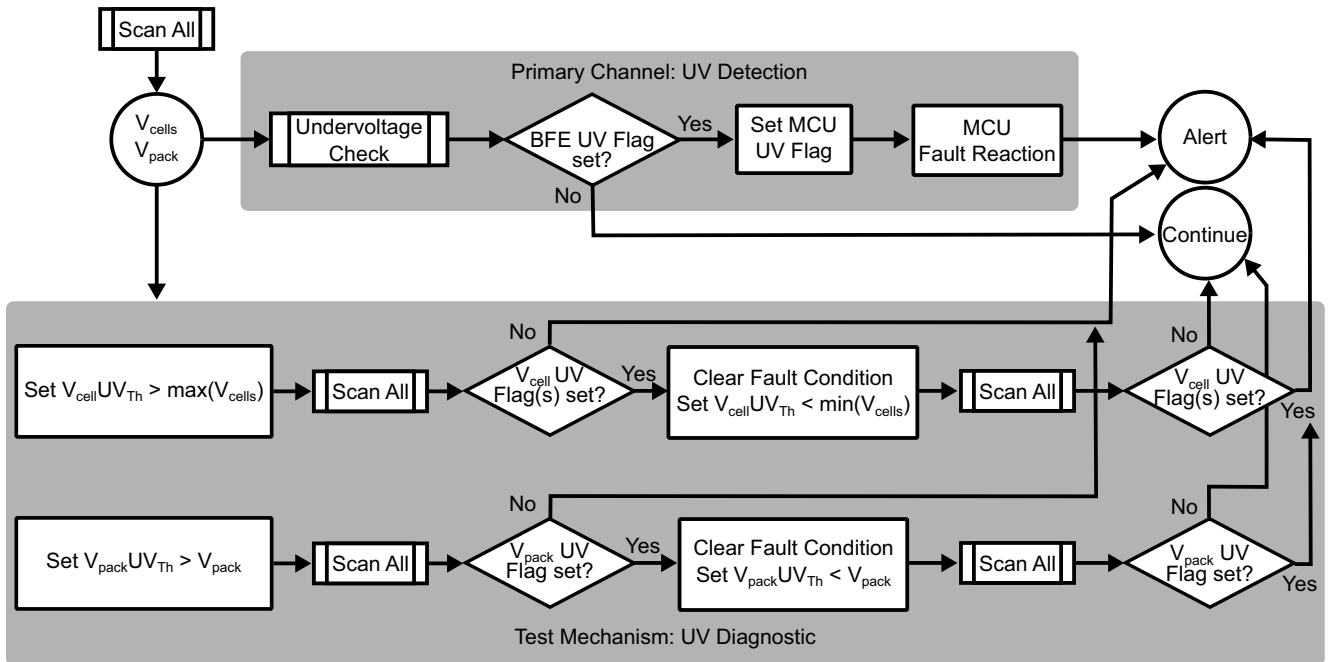 Scan All
Primary Channel: UV Detection
Vcells
Vpack
Undervoltage
Check
BFE UV Flag
set?
Yes
No
Set MCU
UV Flag
MCU
Fault Reaction
Alert
Continue
Set VcellUVTh > max(Vcells)
Scan All
No
Vcell UV
Flag(s) set?
Yes
Clear Fault Condition
Set VcellUVTh < min(Vcells)
Scan All
No
Vcell UV
Flag(s) set?
Yes
Set VpackUVTh > Vpack
Scan All
No
Vpack UV
Flag set?
Yes
Clear Fault Condition
Set VpackUVTh < Vpack
Scan All
No
Vpack UV
Flag set?
Yes
Test Mechanism: UV Diagnostic